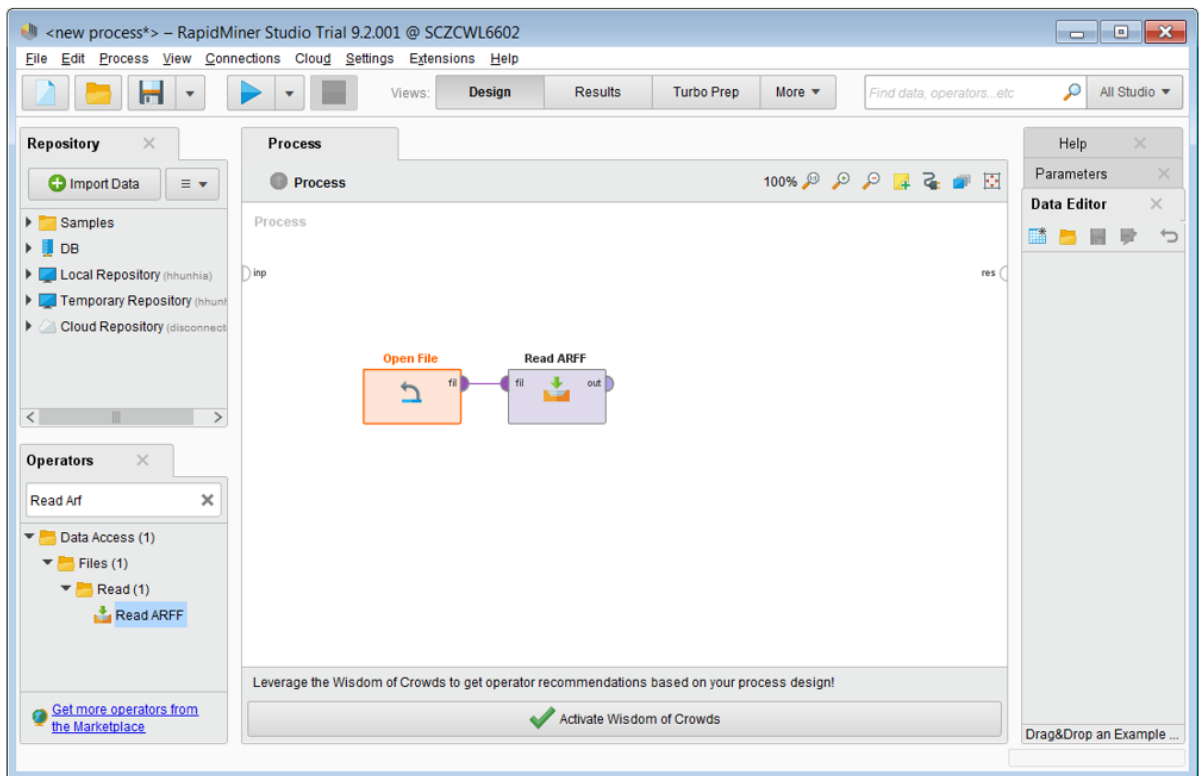 <new process*> – RapidMiner Studio Trial 9.2.001 @ SCZCWL6602
File Edit Process View Connections Cloud Settings Extensions Help
Views: Design Results Turbo Prep More Find data, operators...etc All Studio
Repository
Import Data
Samples
DB
Local Repository (hhunhia)
Temporary Repository (hhunh
Cloud Repository (disconnect
Operators
Read Arf
Data Access (1)
Files (1)
Read (1)
Read ARFF
Get more operators from
the Marketplace
Process
Process
100%
Process
inp
res
Open File
fil
Read ARFF
fil
out
Leverage the Wisdom of Crowds to get operator recommendations based on your process design!
Activate Wisdom of Crowds
Help
Parameters
Data Editor
Drag&Drop an Example ...